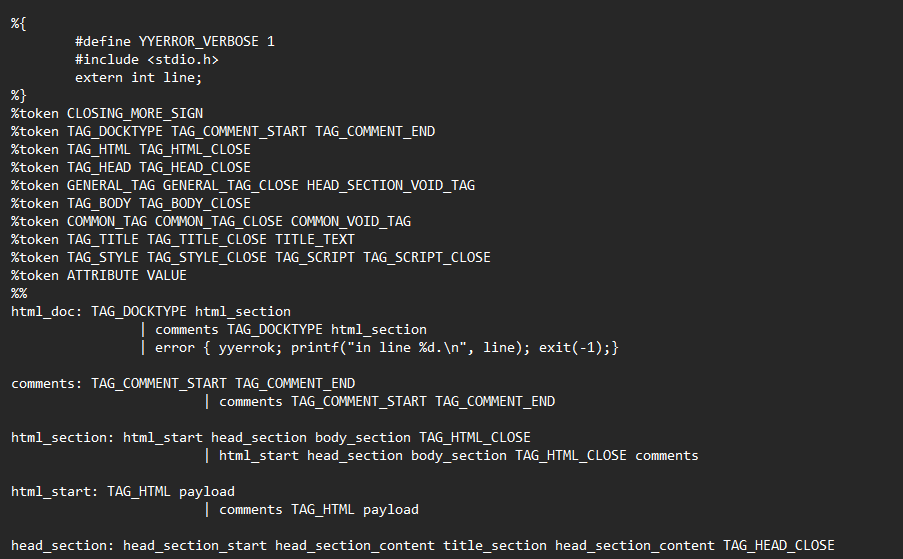 %{
#define YYERROR_VERBOSE 1
#include <stdio.h>
extern int line;
%}
%token CLOSING_MORE_SIGN
%token TAG_DOCKTYPE TAG_COMMENT_START TAG_COMMENT_END
%token TAG_HTML TAG_HTML_CLOSE
%token TAG_HEAD TAG_HEAD_CLOSE
%token GENERAL_TAG GENERAL_TAG_CLOSE HEAD_SECTION_VOID_TAG
%token TAG_BODY TAG_BODY_CLOSE
%token COMMON_TAG COMMON_TAG_CLOSE COMMON_VOID_TAG
%token TAG_TITLE TAG_TITLE_CLOSE TITLE_TEXT
%token TAG_STYLE TAG_STYLE_CLOSE TAG_SCRIPT TAG_SCRIPT_CLOSE
%token ATTRIBUTE VALUE
%%
html_doc: TAG_DOCKTYPE html_section
| comments TAG_DOCKTYPE html_section
| error { yyerrok; printf("in line %d.\n", line); exit(-1);}
comments: TAG_COMMENT_START TAG_COMMENT_END
| comments TAG_COMMENT_START TAG_COMMENT_END
html_section: html_start head_section body_section TAG_HTML_CLOSE
| html_start head_section body_section TAG_HTML_CLOSE comments
html_start: TAG_HTML payload
| comments TAG_HTML payload
head_section: head_section_start head_section_content title_section head_section_content TAG_HEAD_CLOSE